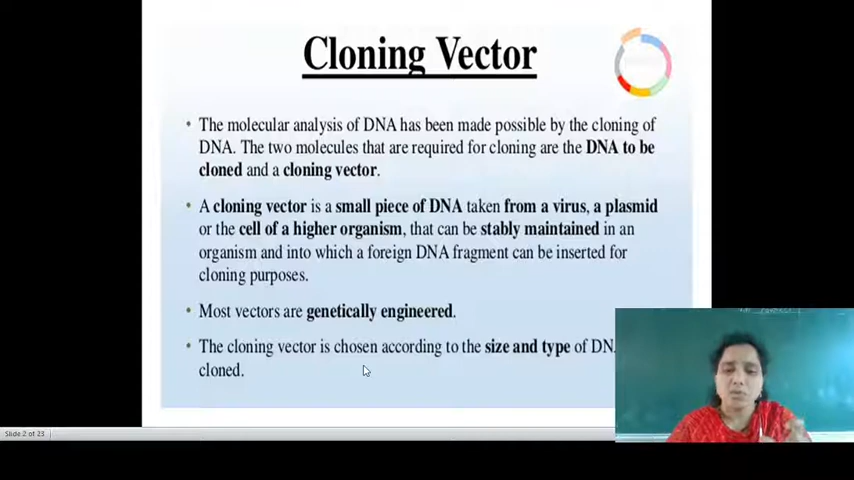 Cloning Vector
• The molecular analysis of DNA has been made possible by the cloning of
DNA. The two molecules that are required for cloning are the DNA to be
cloned and a cloning vector.
• A cloning vector is a small piece of DNA taken from a virus, a plasmid
or the cell of a higher organism, that can be stably maintained in an
organism and into which a foreign DNA fragment can be inserted for
cloning purposes.
• Most vectors are genetically engineered.
• The cloning vector is chosen according to the size and type of DN
cloned.
Slide 2 of 23